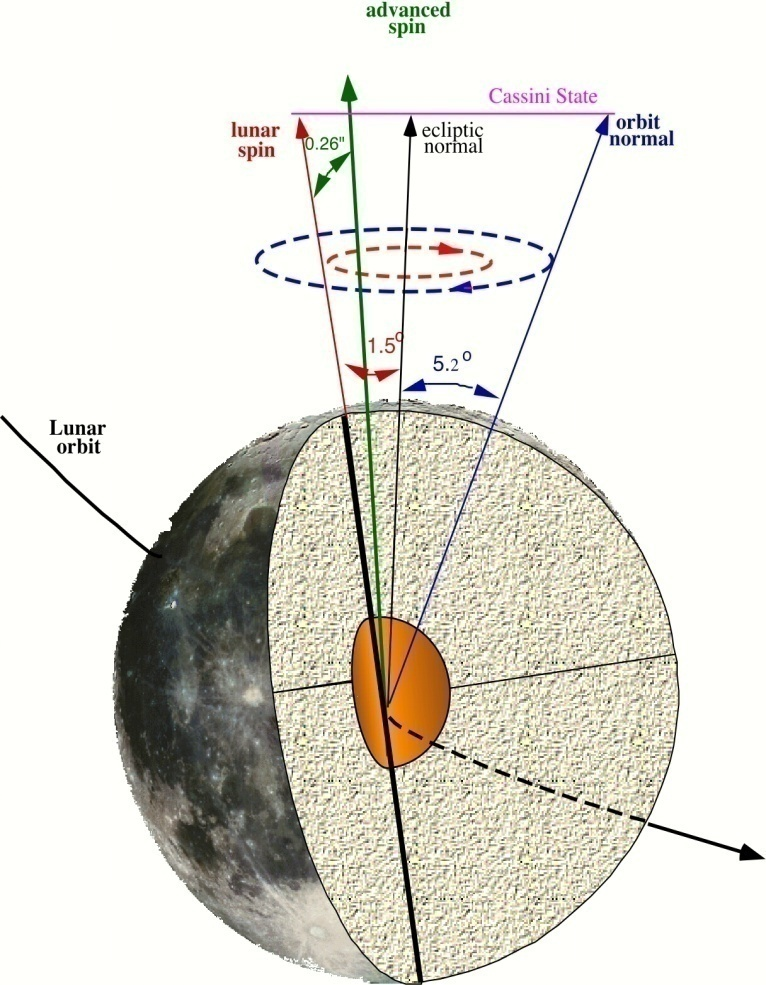 advanced
spin
Cassini State
lunar
spin
0.26"
ecliptic
normal
orbit
normal
1.5°
5.2°
Lunar
orbit